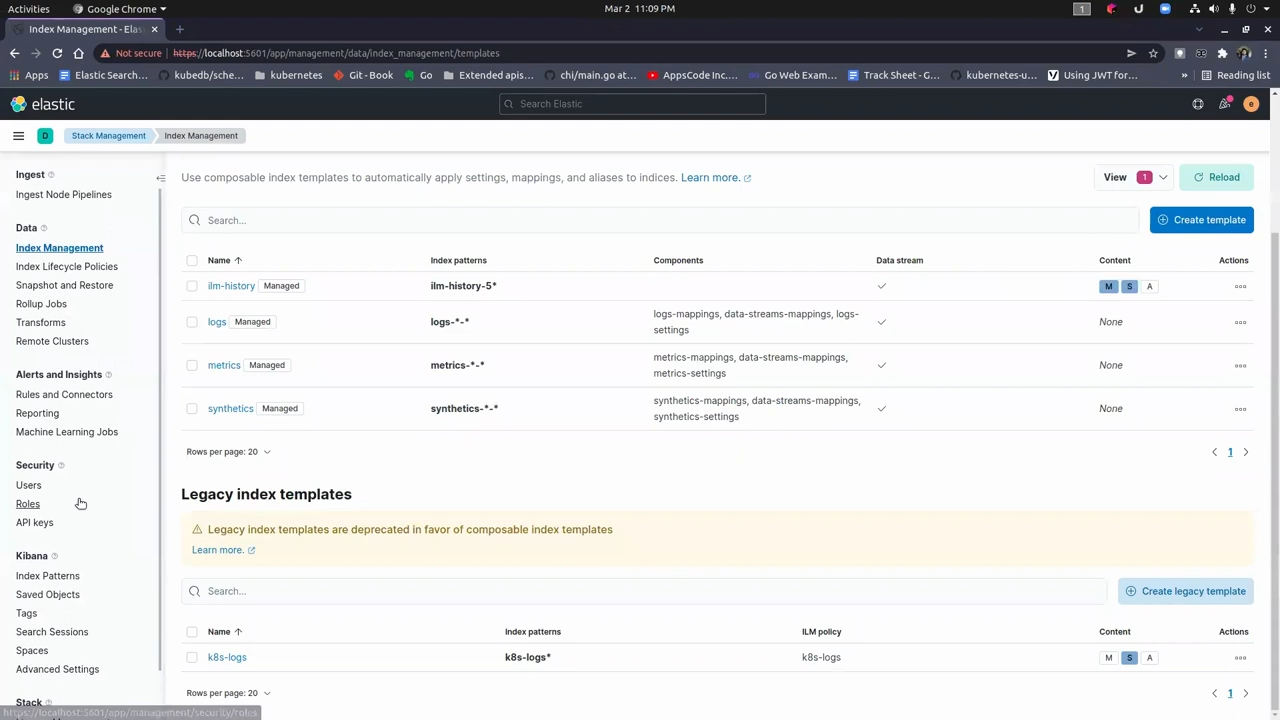 Activities
Google Chrome
Mar 2 11:09 PM
1
Index Management - Elas
Not secure
https://localhost:5601/app/management/data/index_management/templates
Apps
Elastic Search...
kubedb/sche...
kubernetes
Git - Book
Go
Extended apis...
chi/main.go at...
AppsCode Inc...
Go Web Exam...
Track Sheet - G...
kubernetes-u...
Using JWT for...
»
Reading list
elastic
Search Elastic
e
D
Stack Management
Index Management
Ingest
Ingest Node Pipelines
Data
Index Management
Index Lifecycle Policies
Snapshot and Restore
Rollup Jobs
Transforms
Remote Clusters
Alerts and Insights
Rules and Connectors
Reporting
Machine Learning Jobs
Security
Users
Roles
API keys
Kibana
Index Patterns
Saved Objects
Tags
Search Sessions
Spaces
Advanced Settings
Stack
https://localhost:5601/app/management/security/roles
Use composable index templates to automatically apply settings, mappings, and aliases to indices. Learn more.
View 1
Reload
Search...
Create template
Name Index patterns Components Data stream Content Actions
ilm-history Managed ilm-history-5* M S A
logs Managed logs-*-* logs-mappings, data-streams-mappings, logs-
settings None
metrics Managed metrics-*-* metrics-mappings, data-streams-mappings,
metrics-settings None
synthetics Managed synthetics-*-* synthetics-mappings, data-streams-mappings,
synthetics-settings None
Rows per page: 20
1
Legacy index templates
Legacy index templates are deprecated in favor of composable index templates
Learn more.
Search...
Create legacy template
Name Index patterns ILM policy Content Actions
k8s-logs k8s-logs* k8s-logs M S A
Rows per page: 20
1